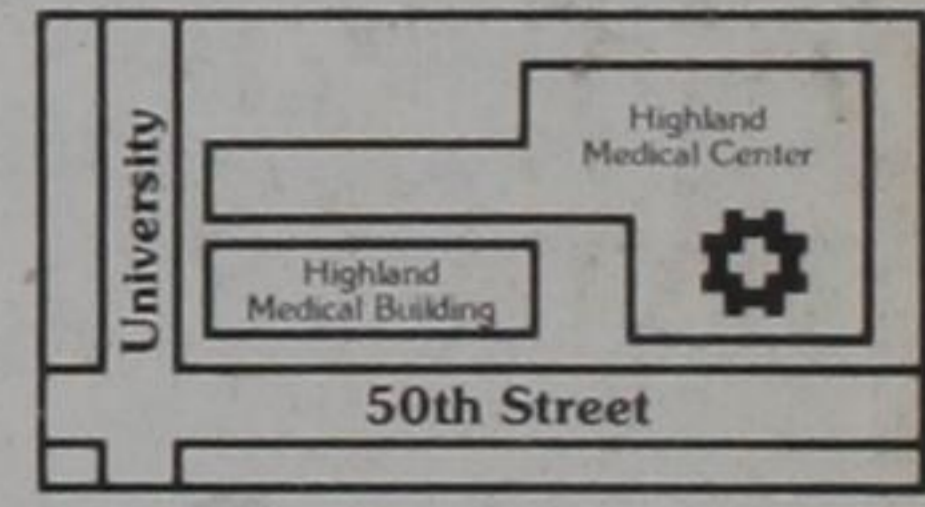 Highland
Medical Center
University
Highland
Medical Building
50th Street